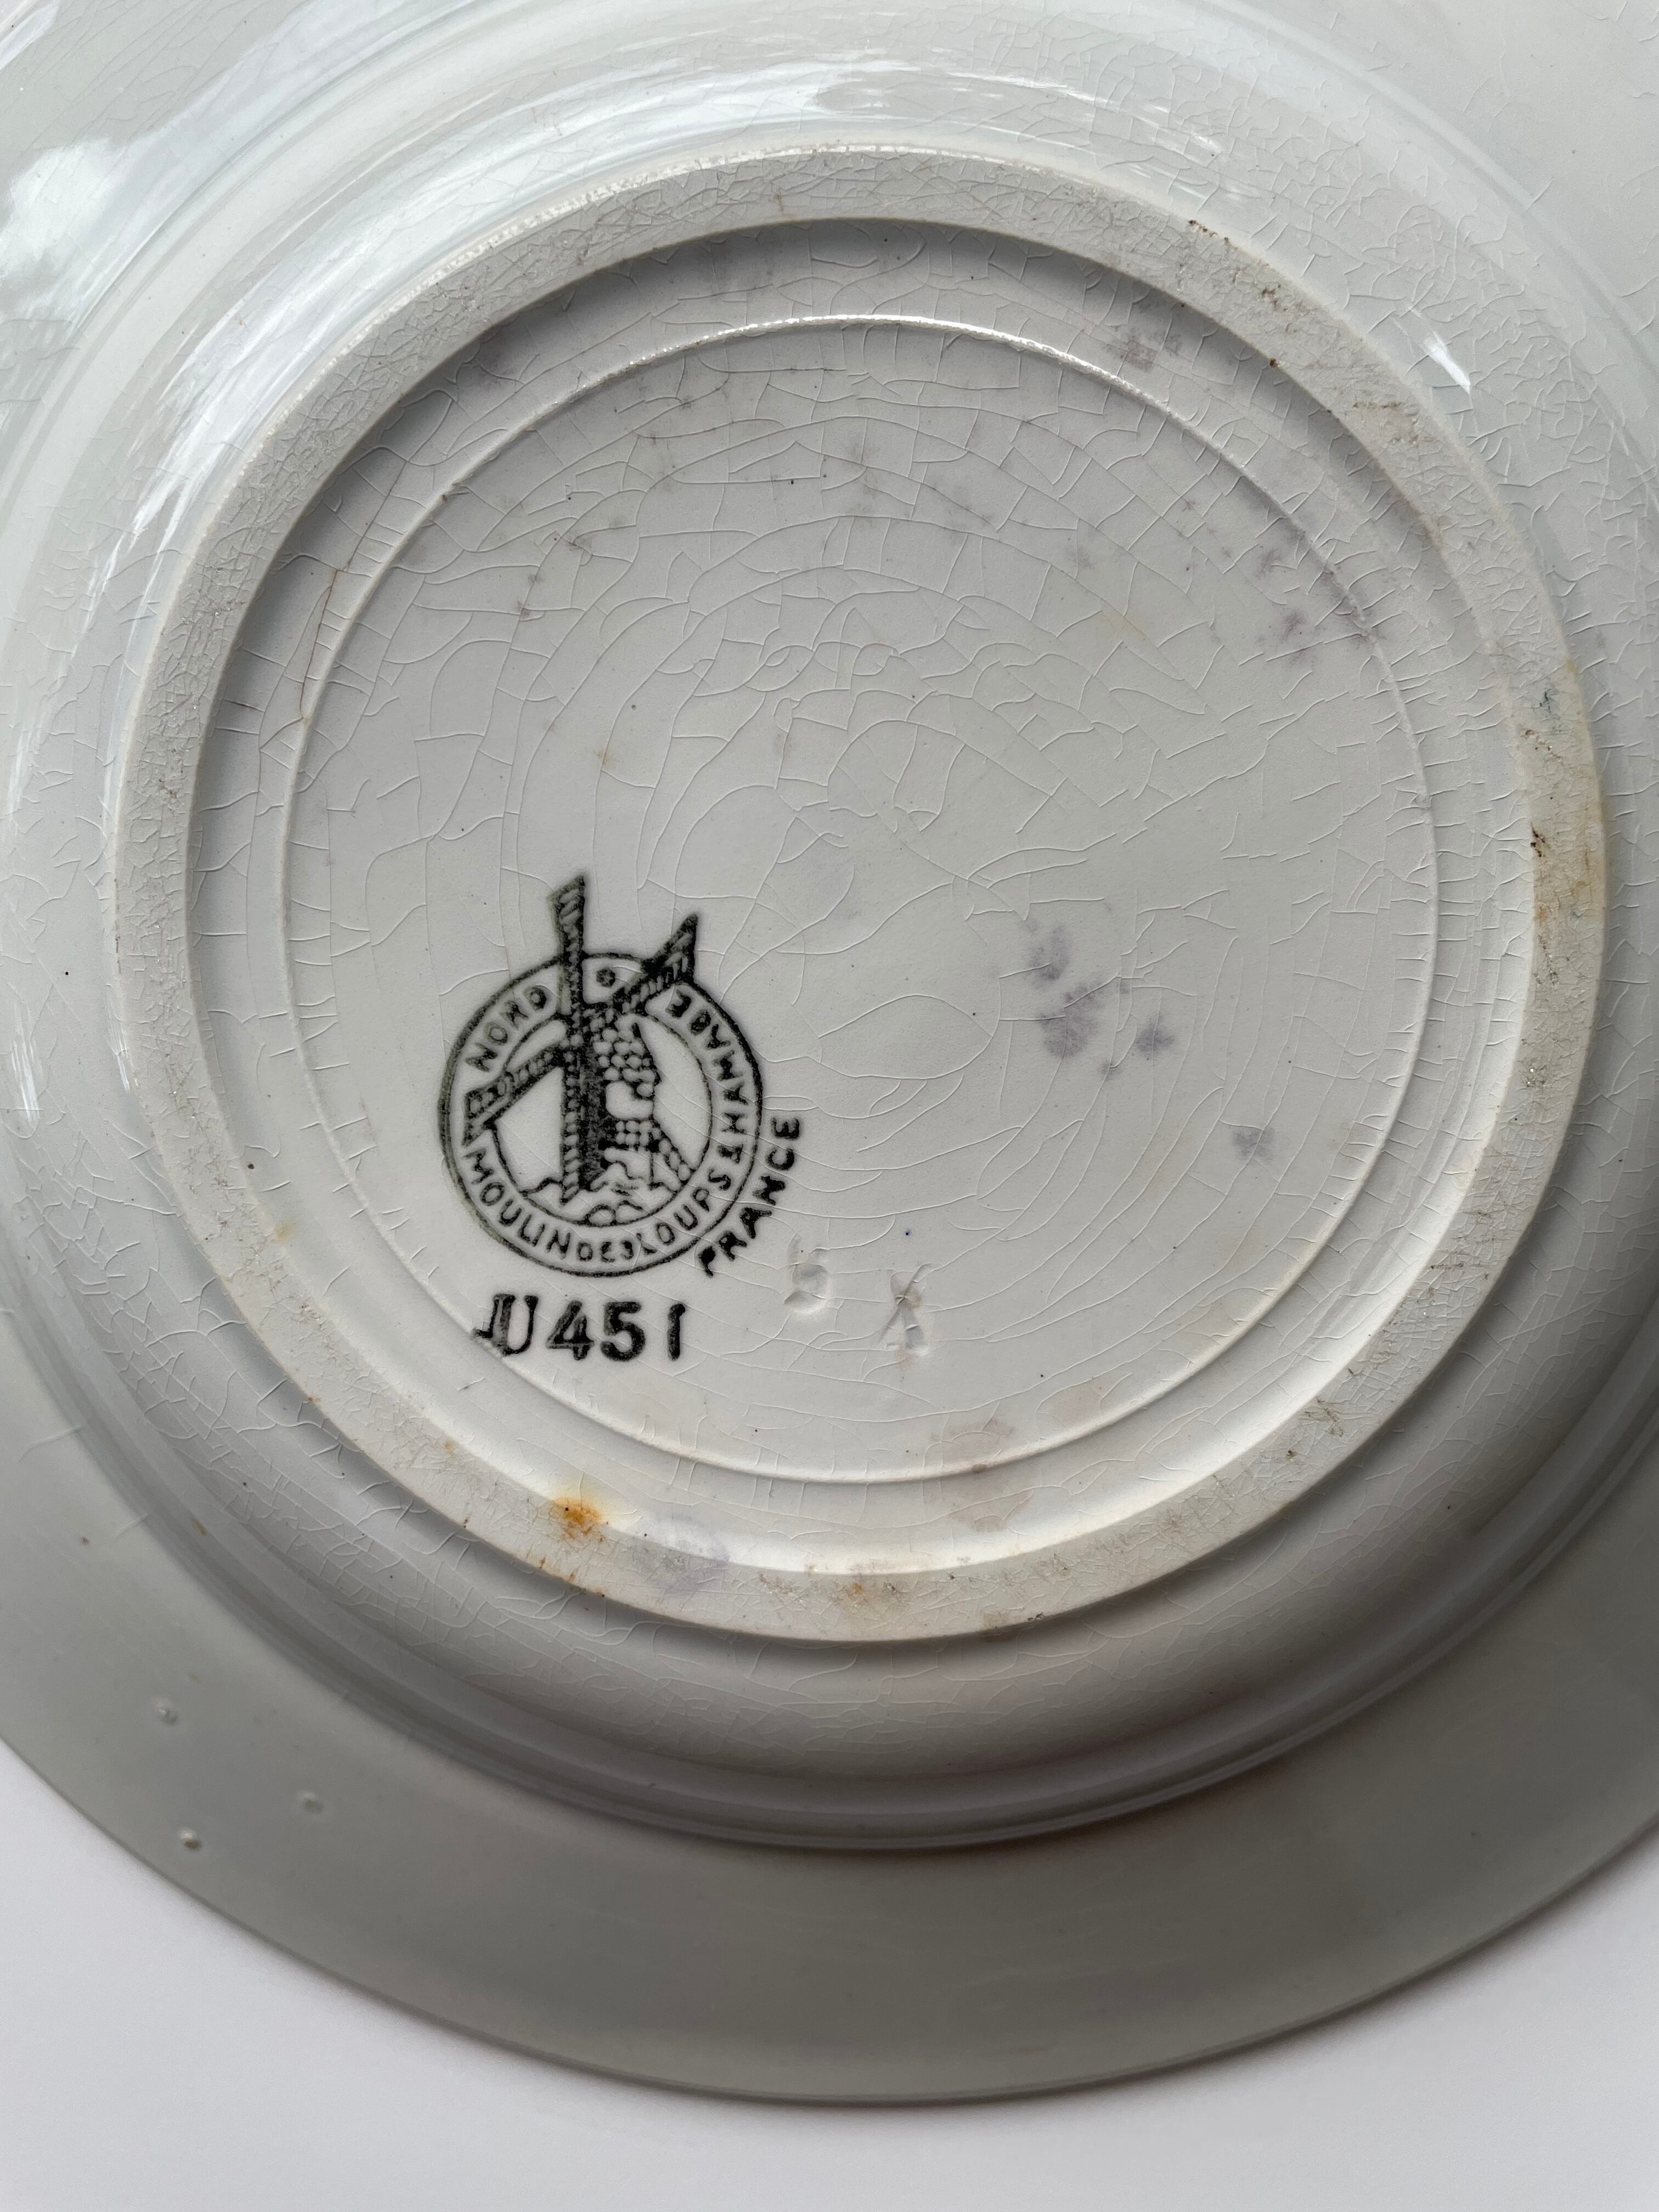 NORD
MOULIN DES LOUPS & HAMAGE
FRANCE
U451